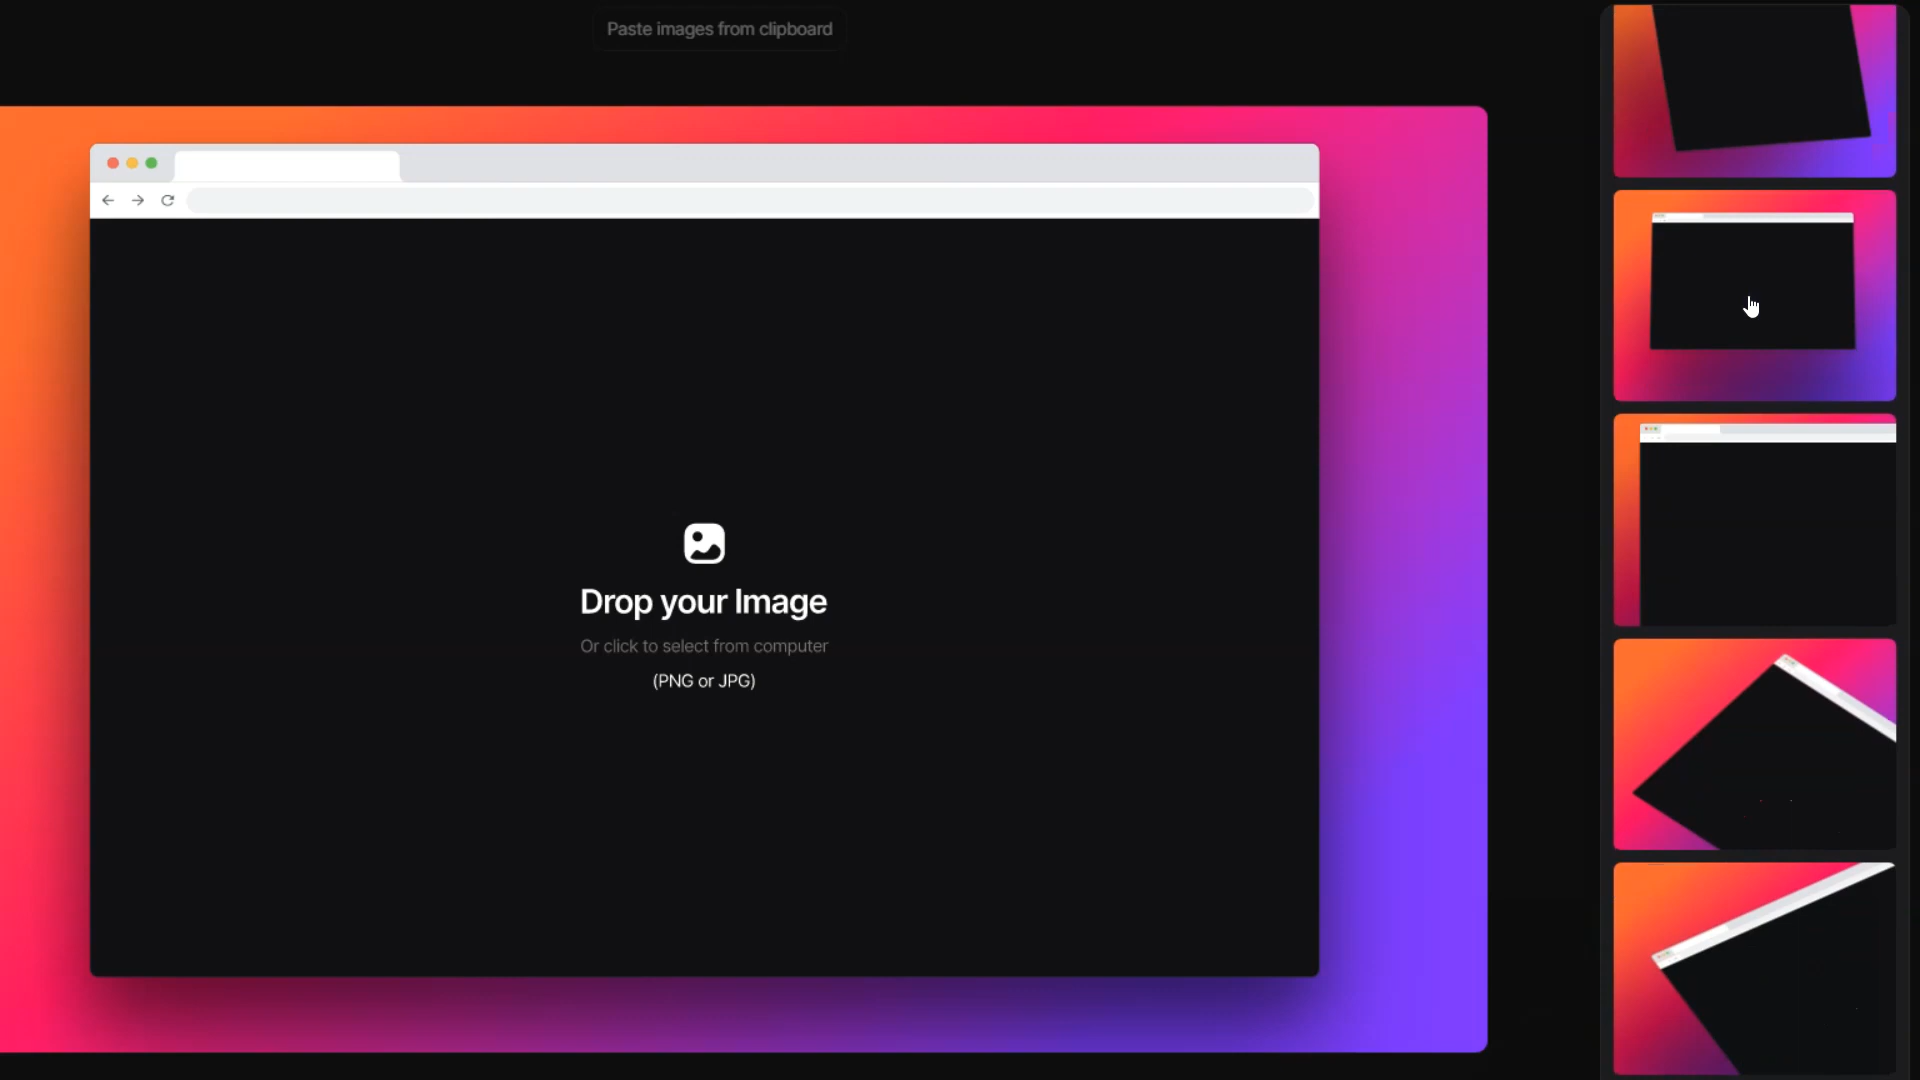 Paste images from clipboard
Drop your Image
Or click to select from computer
(PNG or JPG)